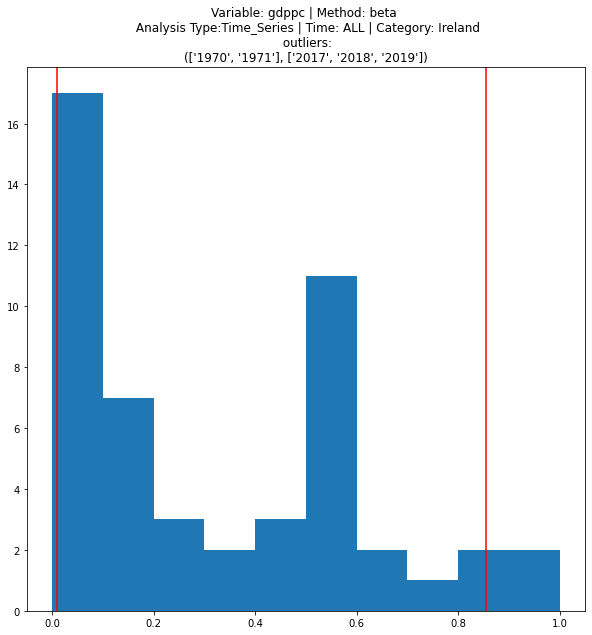 Variable: gdppc | Method: beta
Analysis Type:Time_Series | Time: ALL | Category: Ireland
outliers:
(['1970', '1971'], ['2017', '2018', '2019'])
16
14
12
10
8
6
4
2
0
0.0 0.2 0.4 0.6 0.8 1.0